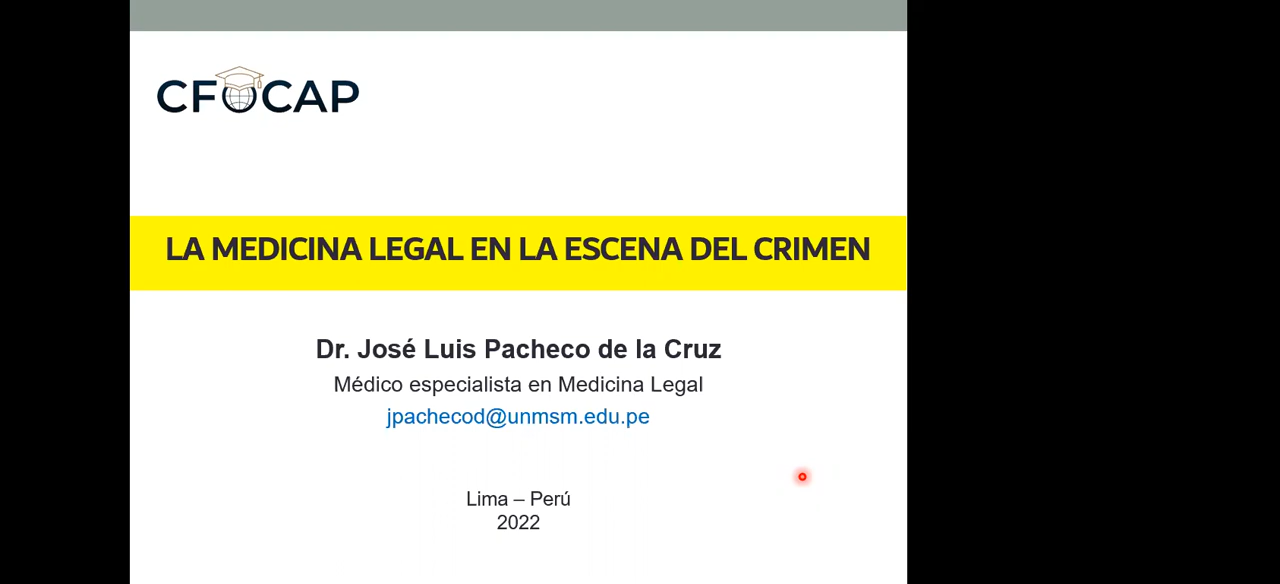 CFOCAP
LA MEDICINA LEGAL EN LA ESCENA DEL CRIMEN
Dr. José Luis Pacheco de la Cruz
Médico especialista en Medicina Legal
jpachecod@unmsm.edu.pe
Lima – Perú
2022